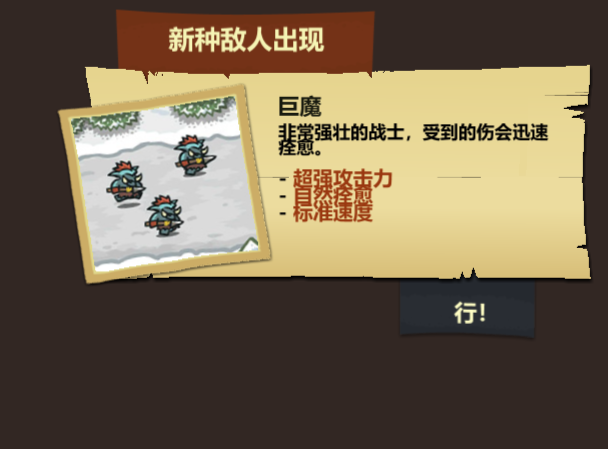 新种敌人出现
巨魔
非常强壮的战士，受到的伤会迅速
痊愈。
- 超强攻击力
- 自然痊愈
- 标准速度
行！